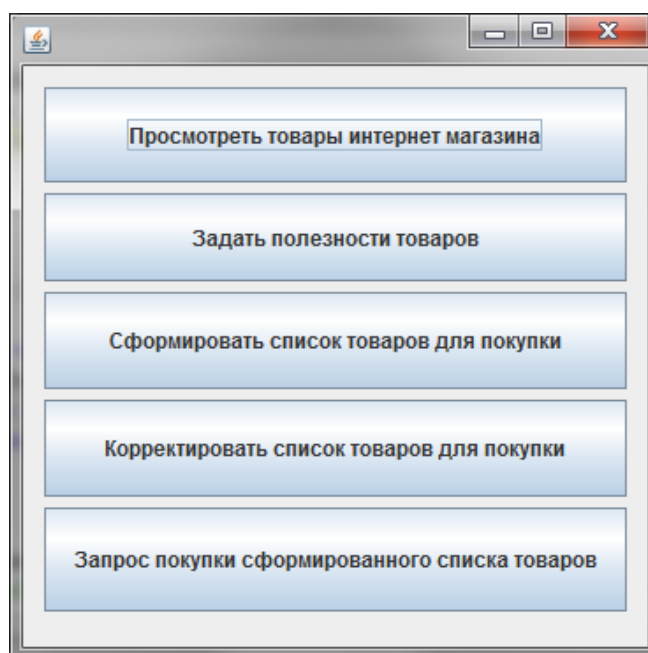 Просмотреть товары интернет магазина
Задать полезности товаров
Сформировать список товаров для покупки
Корректировать список товаров для покупки
Запрос покупки сформированного списка товаров